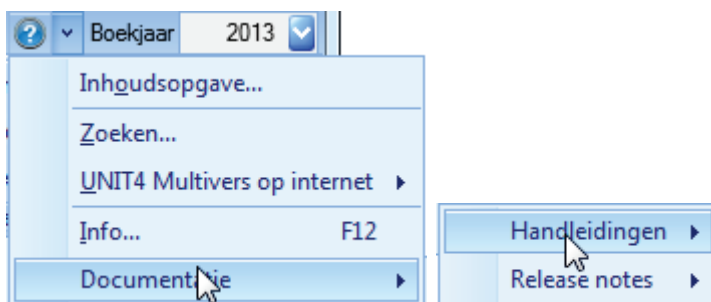 Boekjaar 2013
Inhoudsopgave...
Zoeken...
UNIT4 Multivers op internet
Info... F12
Documentatie
Handleidingen
Release notes